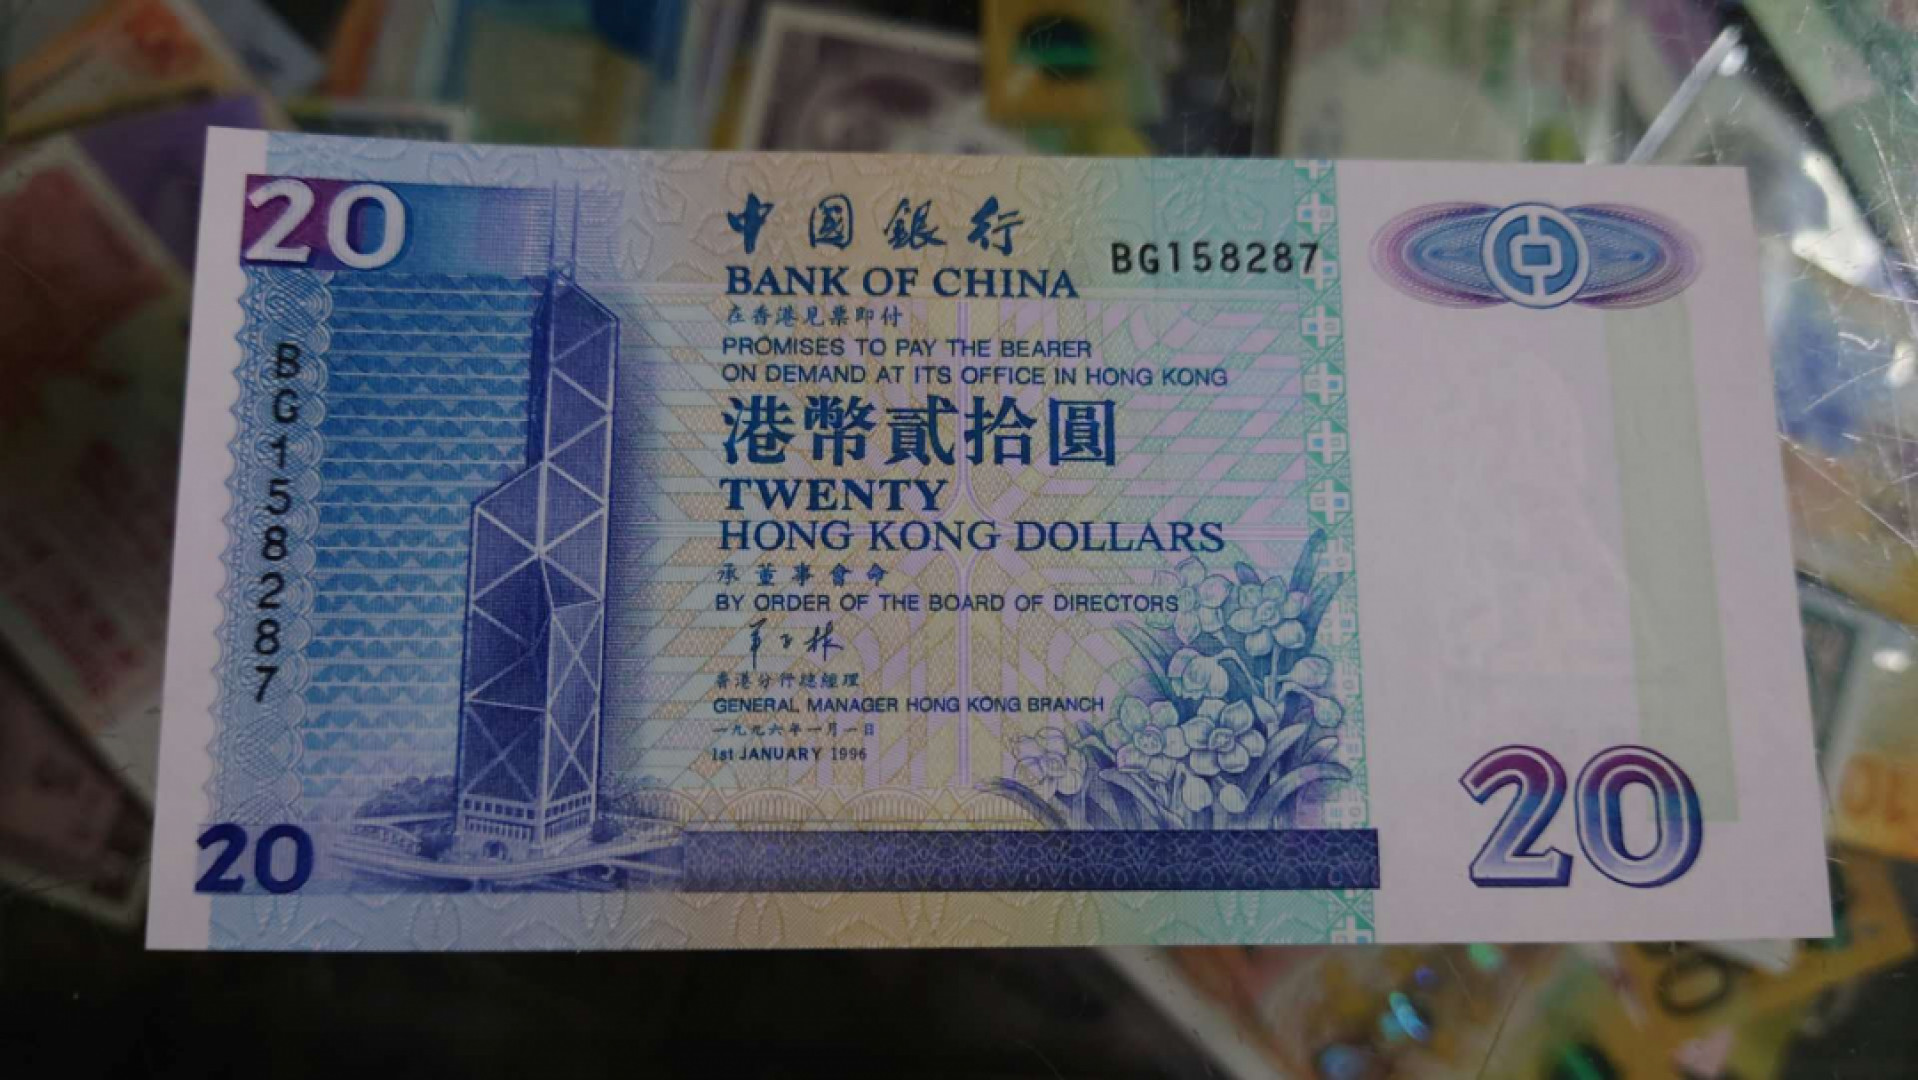 20
中國銀行
BANK OF CHINA
BG158287
在香港見票即付
PROMISES TO PAY THE BEARER
ON DEMAND AT ITS OFFICE IN HONG KONG
港幣貳拾圓
TWENTY
HONG KONG DOLLARS
承董事會命
BY ORDER OF THE BOARD OF DIRECTORS
香港分行總經理
GENERAL MANAGER HONG KONG BRANCH
一九九六年一月一日
1st JANUARY 1996
BG158287
20
20